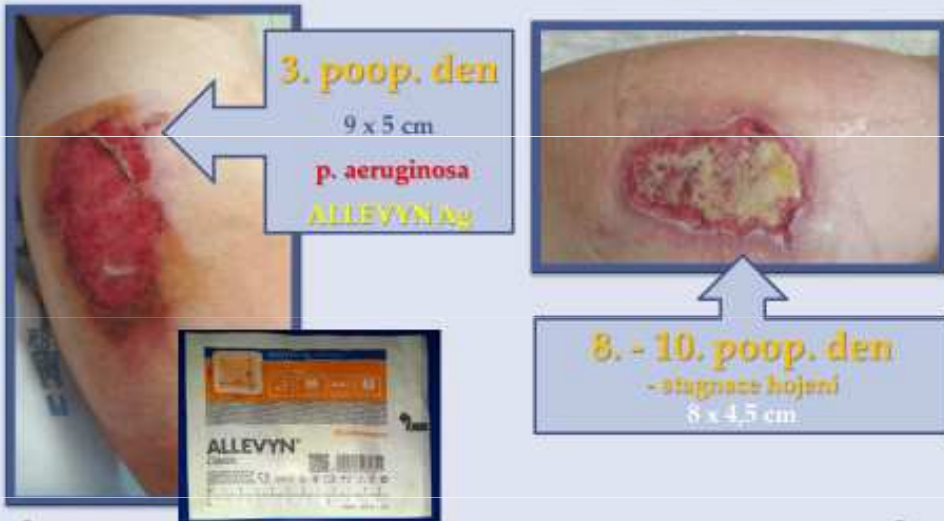 3. poop. den
9 x 5 cm
p. aeruginosa
ALLEVYN Ag
8. - 10. poop. den
- stagnaze hojení
8 x 4,5 cm
ALLEVYN